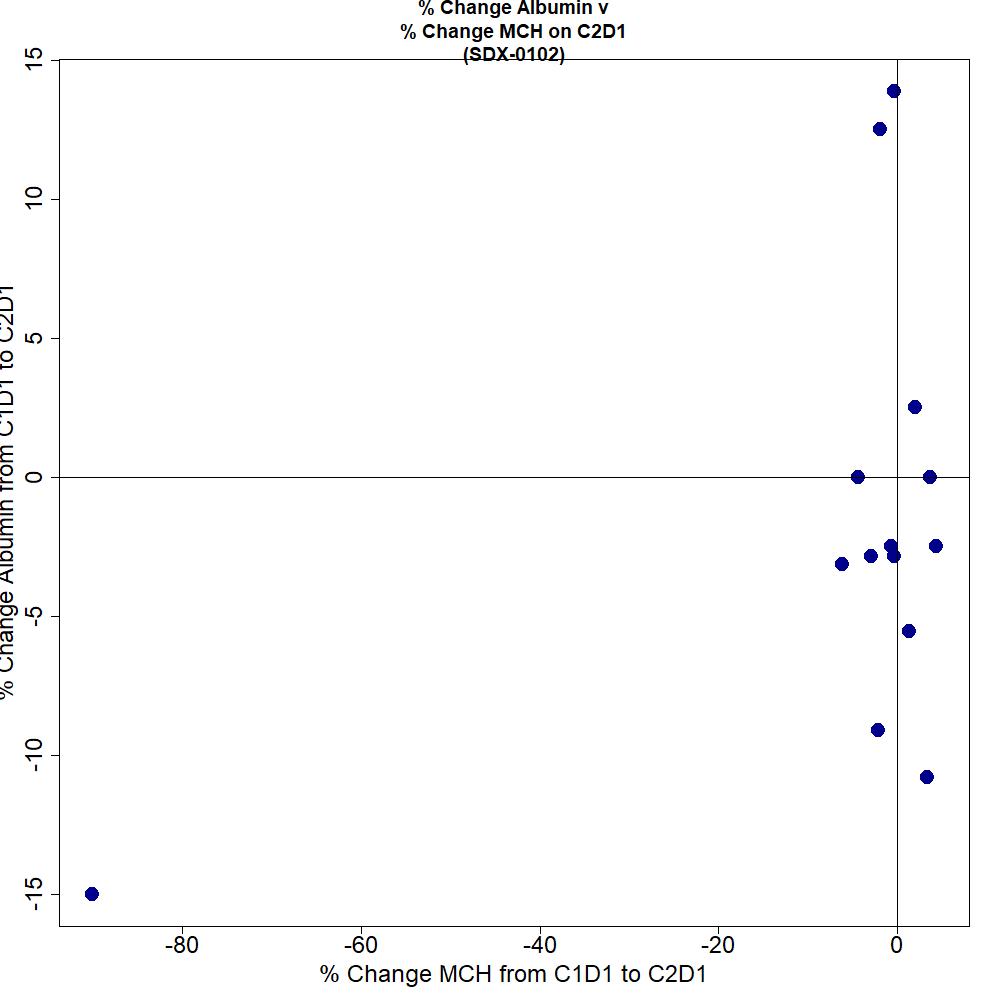 % Change Albumin v
% Change MCH on C2D1
(SDX-0102)
15
10
5
0
-5
-10
-15
% Change Albumin from C1D1 to C2D1
-80
-60
-40
-20
0
% Change MCH from C1D1 to C2D1